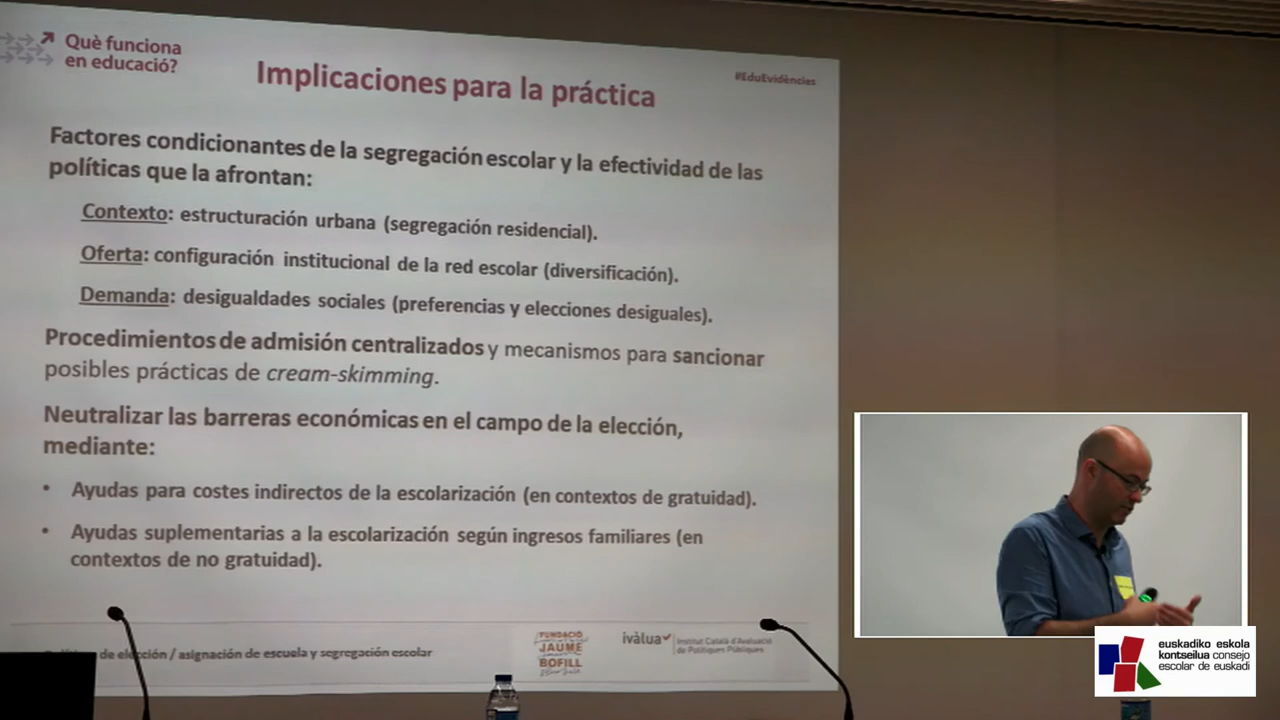 Què funciona
en educació?
Implicaciones para la práctica
#EduEvidències
Factores condicionantes de la segregación escolar y la efectividad de las
políticas que la afrontan:
Contexto: estructuración urbana (segregación residencial).
Oferta: configuración institucional de la red escolar (diversificación).
Demanda: desigualdades sociales (preferencias y elecciones desiguales).
Procedimientos de admisión centralizados y mecanismos para sancionar
posibles prácticas de cream-skimming.
Neutralizar las barreras económicas en el campo de la elección,
mediante:
• Ayudas para costes indirectos de la escolarización (en contextos de gratuidad).
• Ayudas suplementarias a la escolarización según ingresos familiares (en
contextos de no gratuidad).
de elección / asignación de escuela y segregación escolar
FUNDACIÓ
JAUME
BOFILL
ivàlua
Institut Català d'Avaluació
de Polítiques Públiques
euskadiko eskola
kontseilua consejo
escolar de euskadi